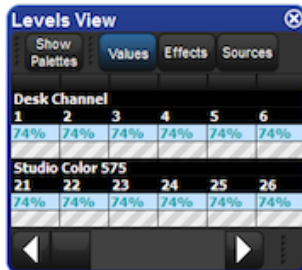 Levels View
Show Palettes Values Effects Sources
Desk Channel
1 2 3 4 5 6
74% 74% 74% 74% 74% 74%
Studio Color 575
21 22 23 24 25 26
74% 74% 74% 74% 74% 74%